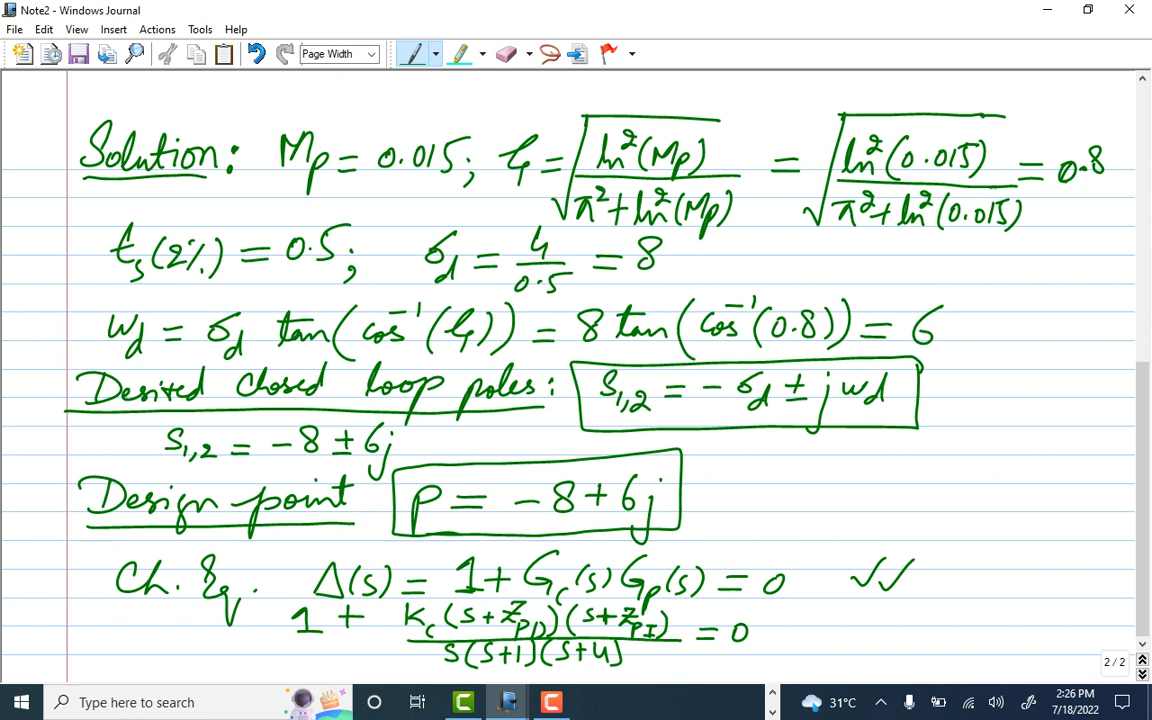 Note2 - Windows Journal
File Edit View Insert Actions Tools Help
Page Width
Solution: Mp = 0.015; ζ = √(ln²(Mp) / (π² + ln²(Mp))) = √(ln²(0.015) / (π² + ln²(0.015))) = 0.8
ts(2%) = 0.5; σd = 4/0.5 = 8
wd = σd tan(cos⁻¹(ζ)) = 8 tan(cos⁻¹(0.8)) = 6
Desired closed loop poles: s1,2 = - σd ± j wd
s1,2 = -8 ± 6j
Design point p = -8 + 6j
Ch. Eq. Δ(s) = 1 + Gc(s) Gp(s) = 0 ✓✓
1 + Kc(s + zPD)(s + zPI) / s(s+1)(s+4) = 0
2 / 2
Type here to search
31°C
2:26 PM
7/18/2022